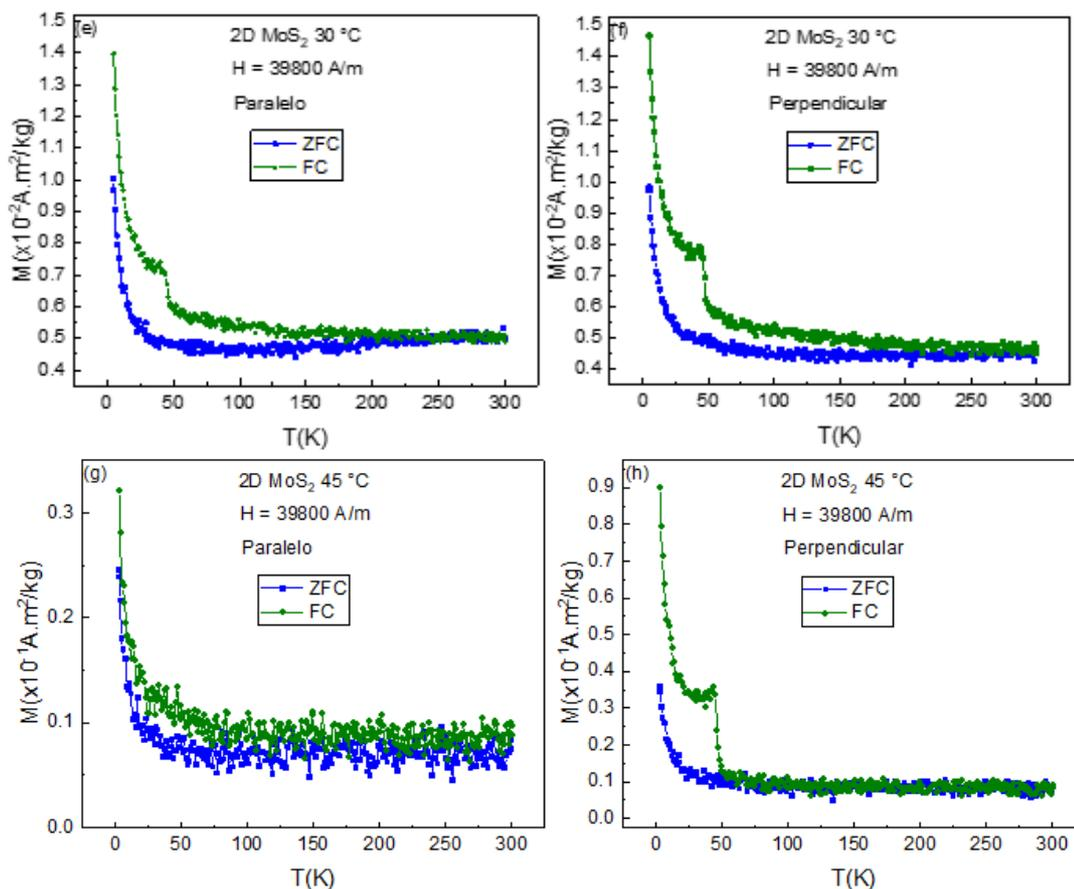 (e)
2D MoS₂ 30 °C
H = 39800 A/m
Paralelo
ZFC
FC
M(x10⁻²A.m²/kg)
1.5
1.4
1.3
1.2
1.1
1.0
0.9
0.8
0.7
0.6
0.5
0.4
0 50 100 150 200 250 300
T(K)
(f)
2D MoS₂ 30 °C
H = 39800 A/m
Perpendicular
ZFC
FC
M(x10⁻²A.m²/kg)
1.5
1.4
1.3
1.2
1.1
1.0
0.9
0.8
0.7
0.6
0.5
0.4
0 50 100 150 200 250 300
T(K)
(g)
2D MoS₂ 45 °C
H = 39800 A/m
Paralelo
ZFC
FC
M(x10⁻¹A.m²/kg)
0.3
0.2
0.1
0.0
0 50 100 150 200 250 300
T(K)
(h)
2D MoS₂ 45 °C
H = 39800 A/m
Perpendicular
ZFC
FC
M(x10⁻¹A.m²/kg)
0.9
0.8
0.7
0.6
0.5
0.4
0.3
0.2
0.1
0.0
0 50 100 150 200 250 300
T(K)